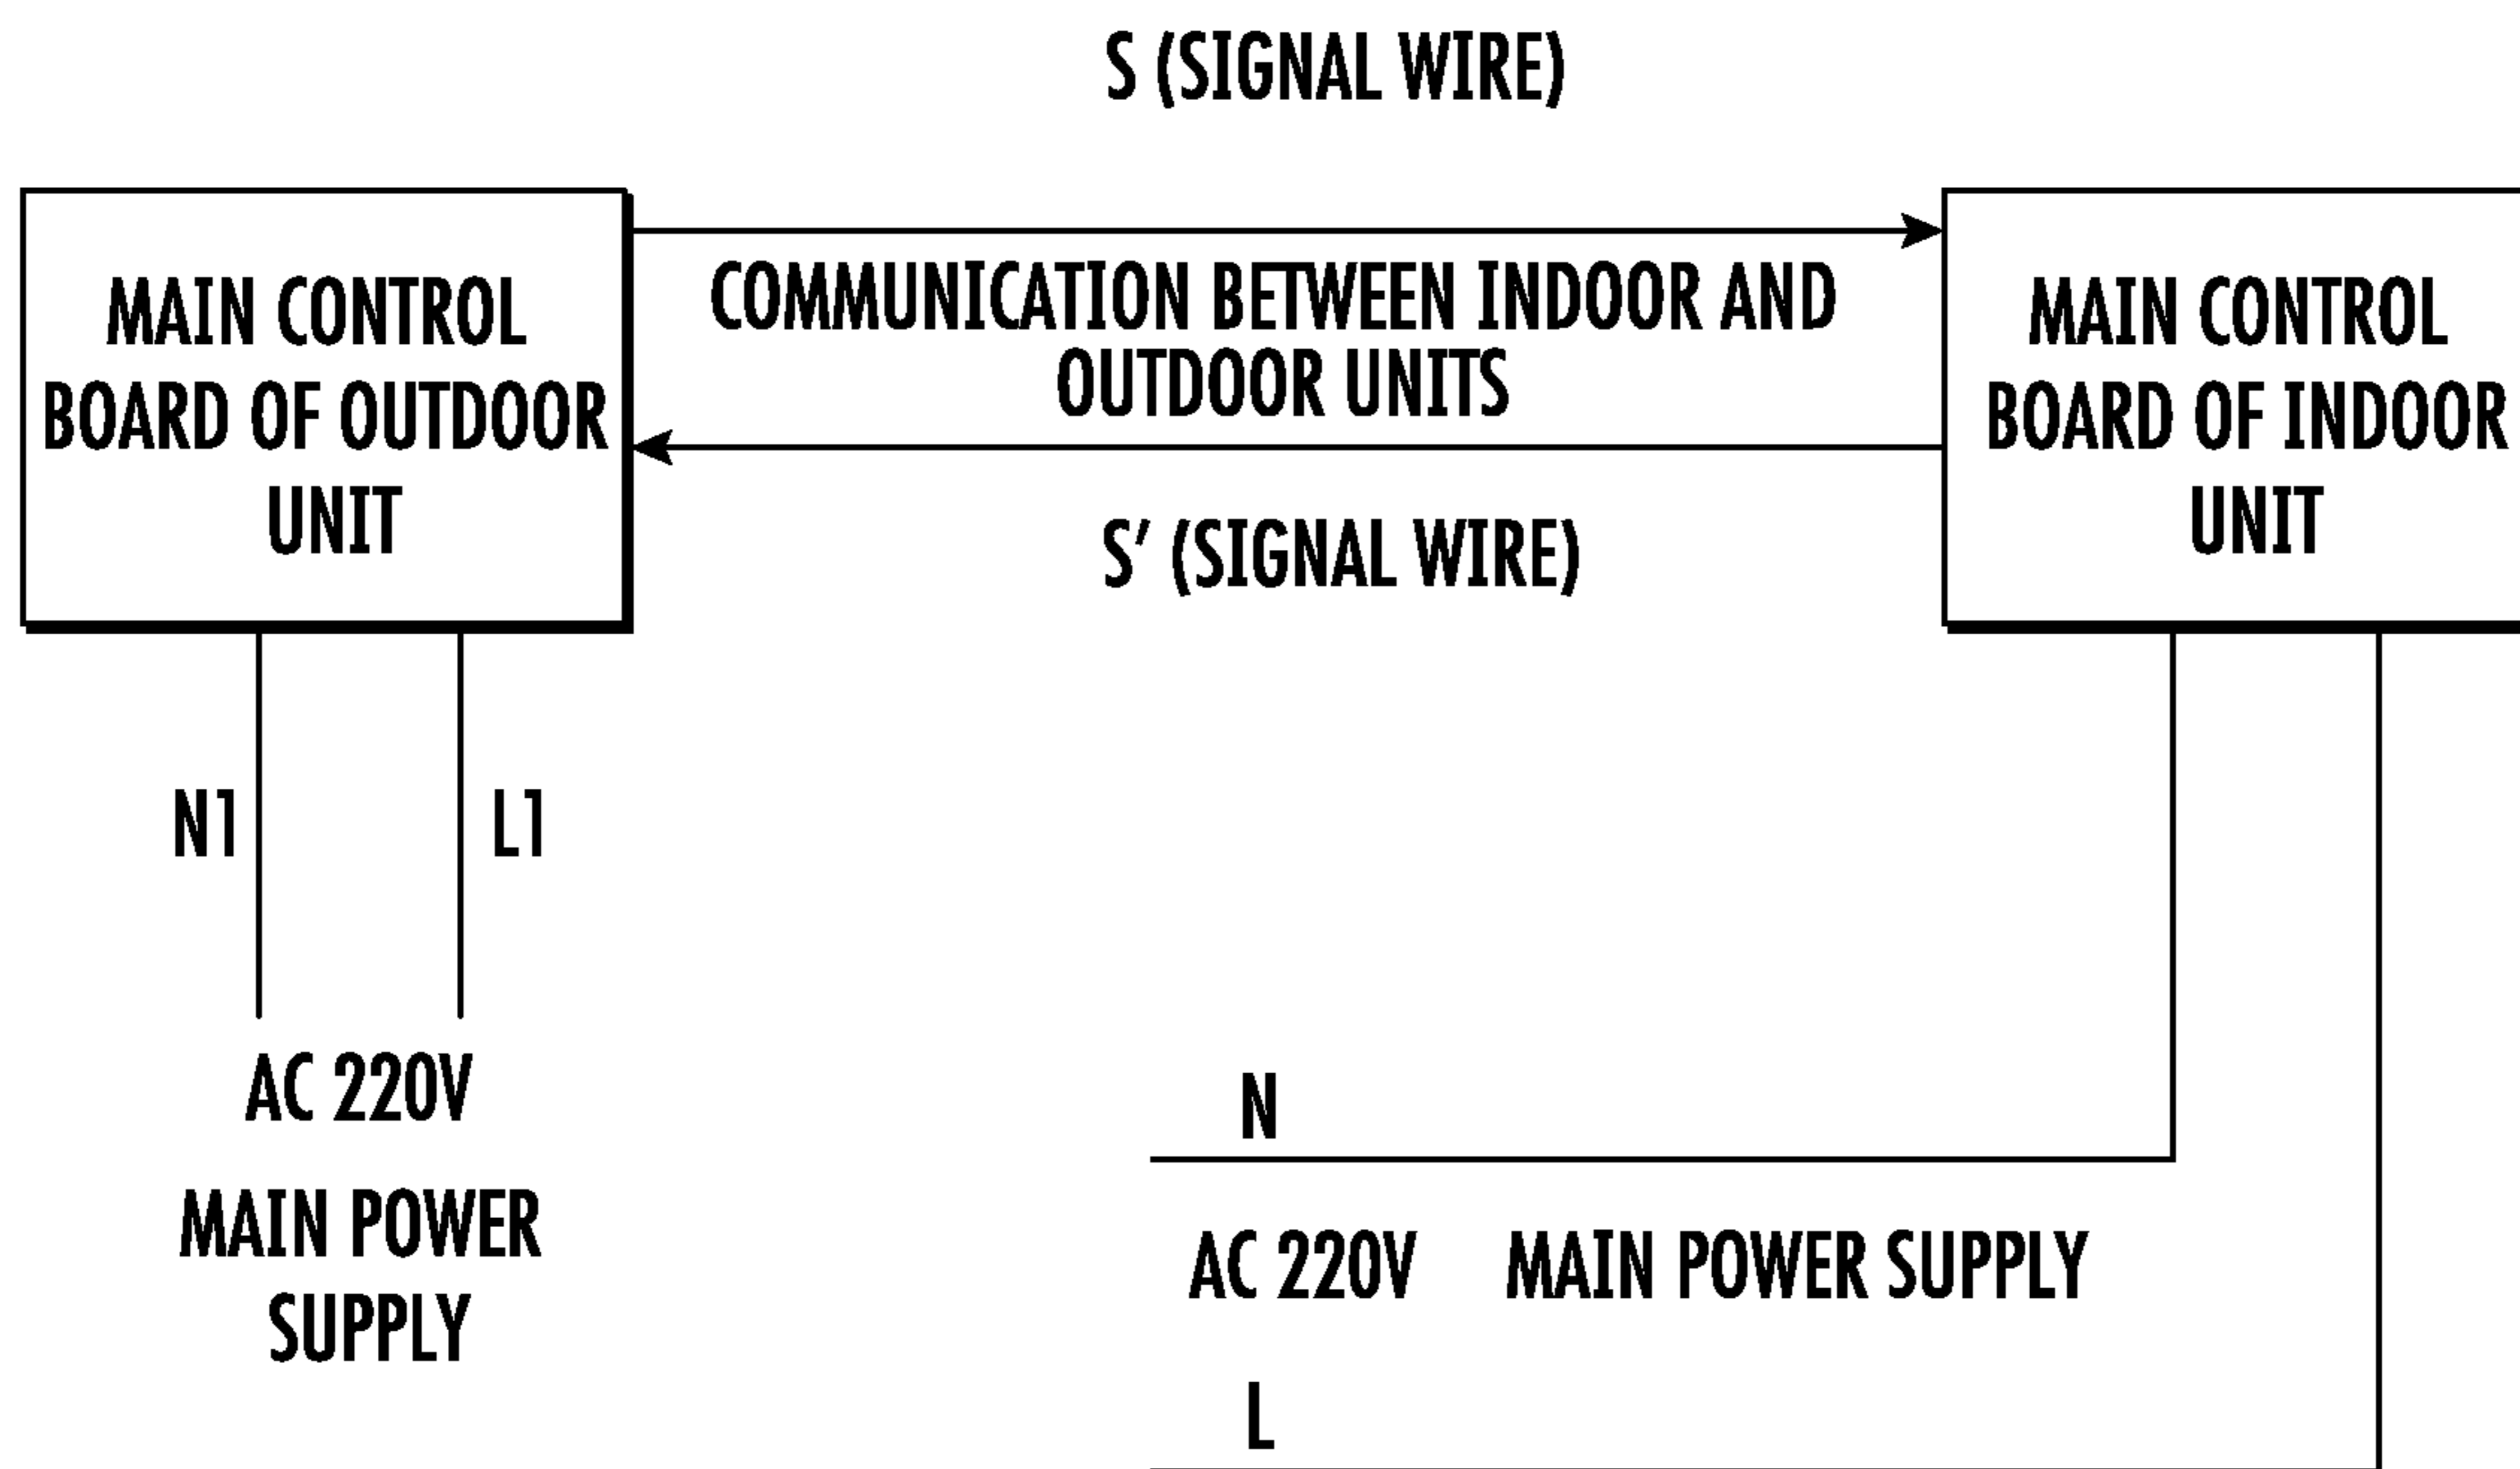 S (SIGNAL WIRE)
MAIN CONTROL
BOARD OF OUTDOOR
UNIT
COMMUNICATION BETWEEN INDOOR AND
OUTDOOR UNITS
MAIN CONTROL
BOARD OF INDOOR
UNIT
S' (SIGNAL WIRE)
N1
L1
AC 220V
MAIN POWER
SUPPLY
N
AC 220V MAIN POWER SUPPLY
L